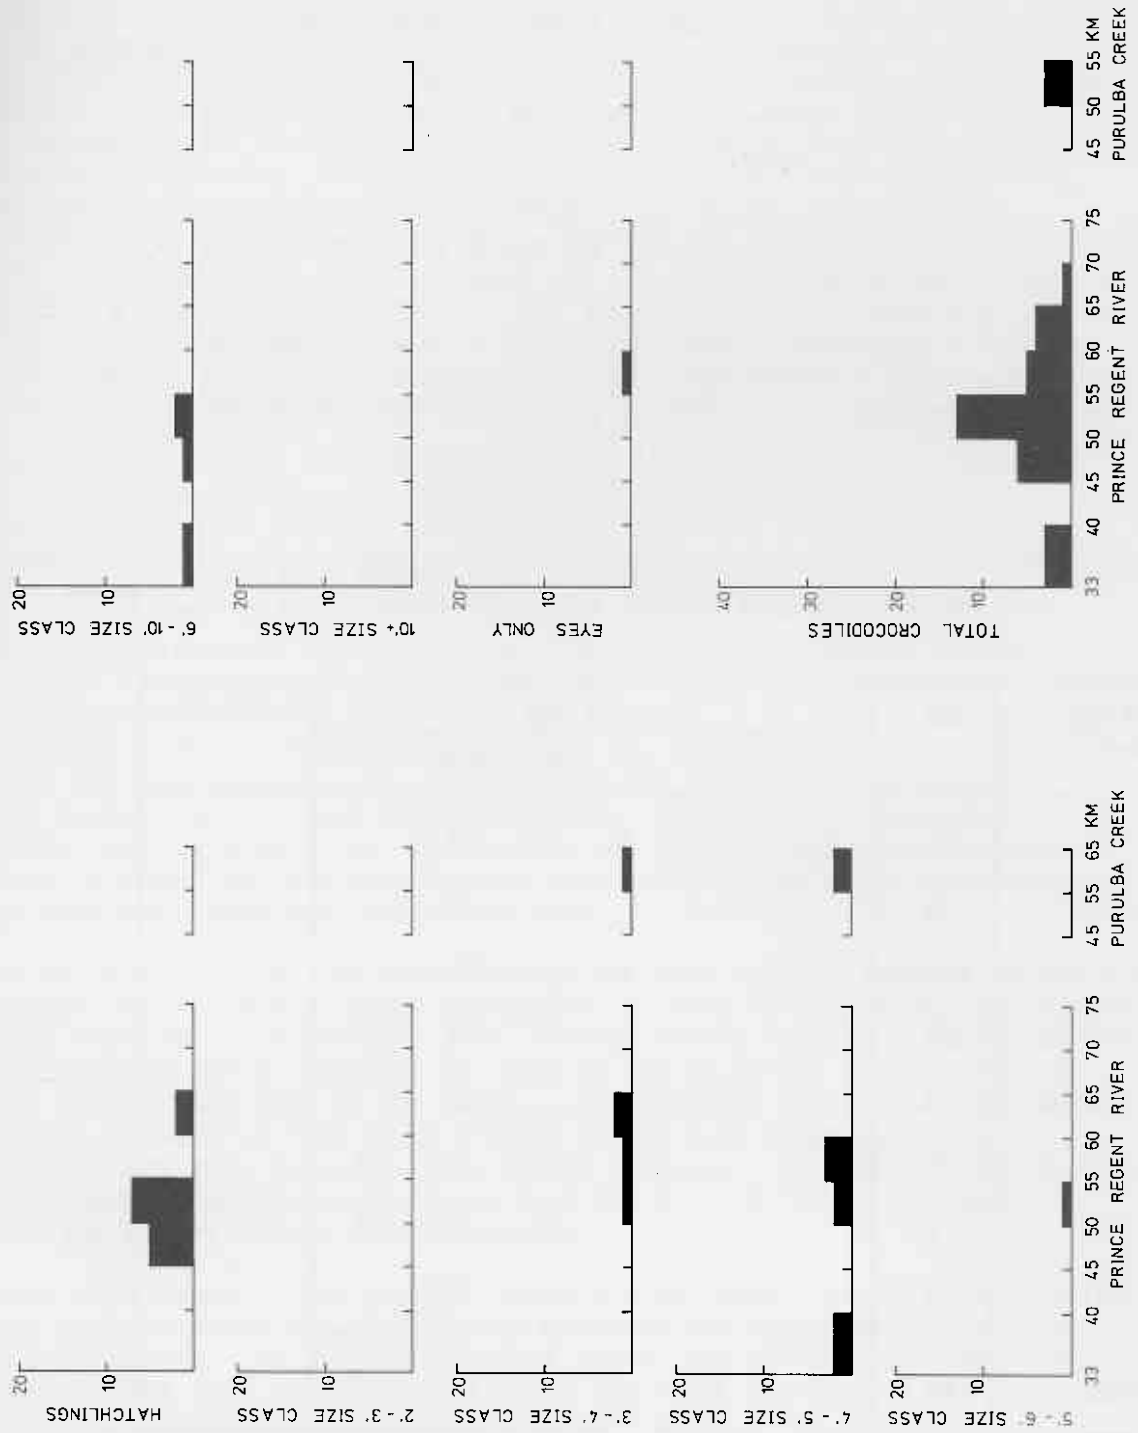 HATCHLINGS
20
10
2'-3' SIZE CLASS
20
10
3'-4' SIZE CLASS
20
10
4'-5' SIZE CLASS
20
10
5'-6' SIZE CLASS
20
10
33 40 45 50 55 60 65 70 75
PRINCE REGENT RIVER
45 55 65 KM
PURULBA CREEK
6'-10' SIZE CLASS
20
10
10'+ SIZE CLASS
20
10
EYES ONLY
20
10
TOTAL CROCODILES
40
30
20
10
33 40 45 50 55 60 65 70 75
PRINCE REGENT RIVER
45 50 55 KM
PURULBA CREEK